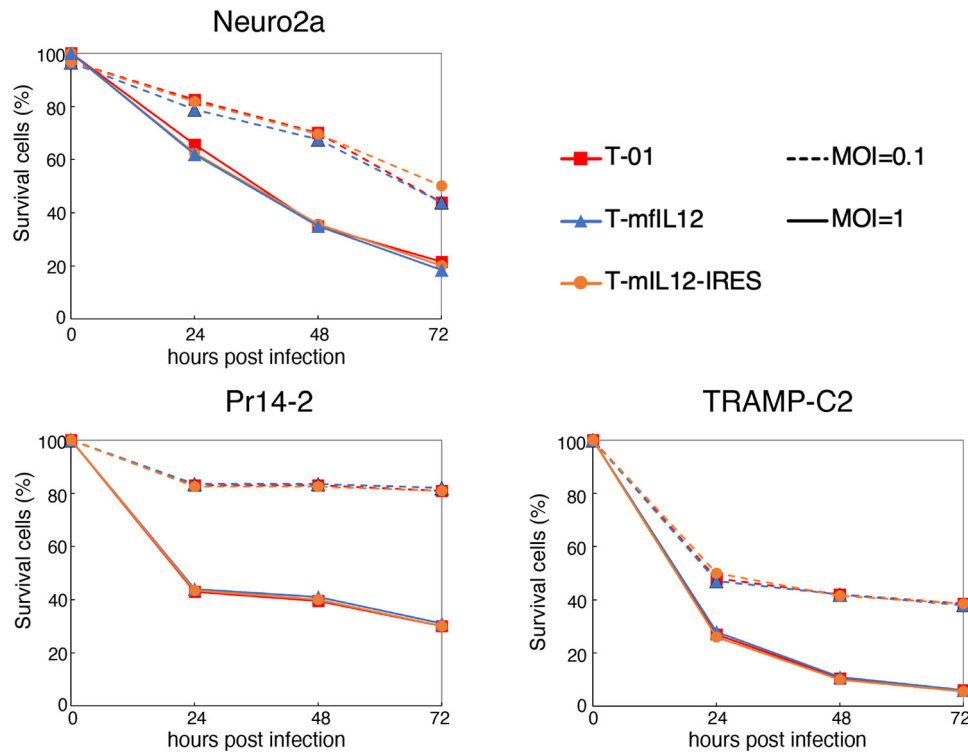 Neuro2a
Survival cells (%)
100
80
60
40
20
0
0 24 48 72
hours post infection
T-01
MOI=0.1
T-mfIL12
MOI=1
T-mIL12-IRES
Pr14-2
Survival cells (%)
100
80
60
40
20
0
0 24 48 72
hours post infection
TRAMP-C2
Survival cells (%)
100
80
60
40
20
0
0 24 48 72
hours post infection